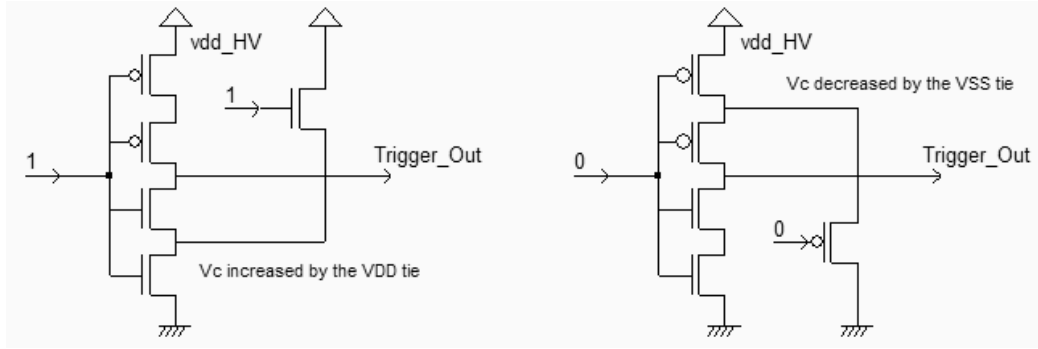 vdd_HV
1
1
Trigger_Out
Vc increased by the VDD tie
vdd_HV
Vc decreased by the VSS tie
0
Trigger_Out
0